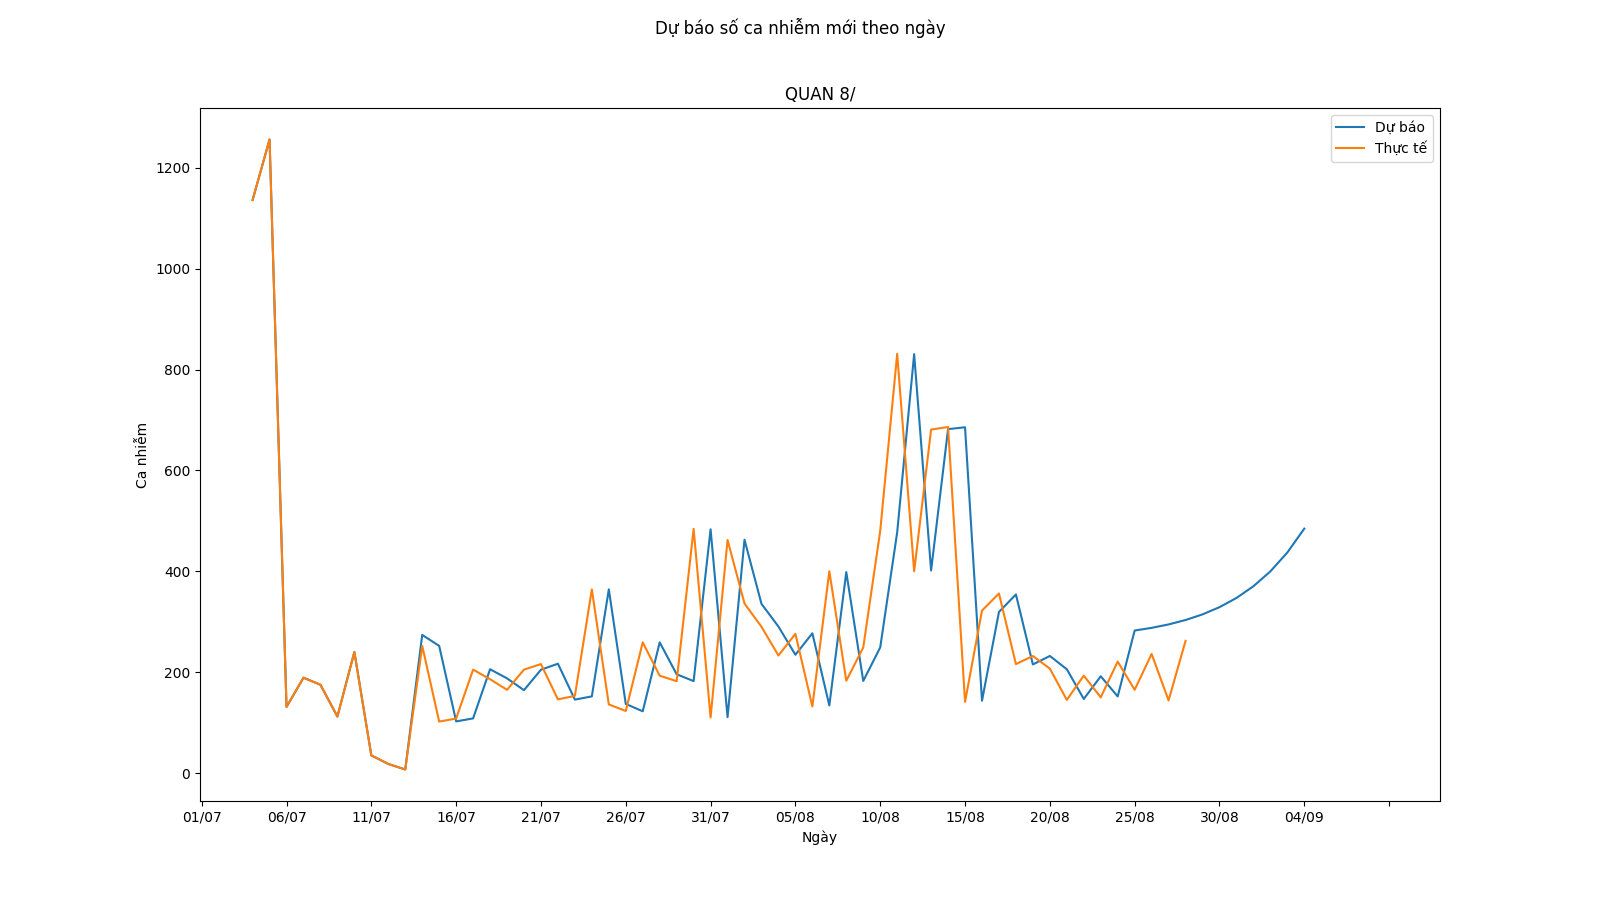 Dự báo số ca nhiễm mới theo ngày
QUAN 8/
Dự báo
Thực tế
1200
1000
800
600
400
200
0
Ca nhiễm
01/07 06/07 11/07 16/07 21/07 26/07 31/07 05/08 10/08 15/08 20/08 25/08 30/08 04/09
Ngày